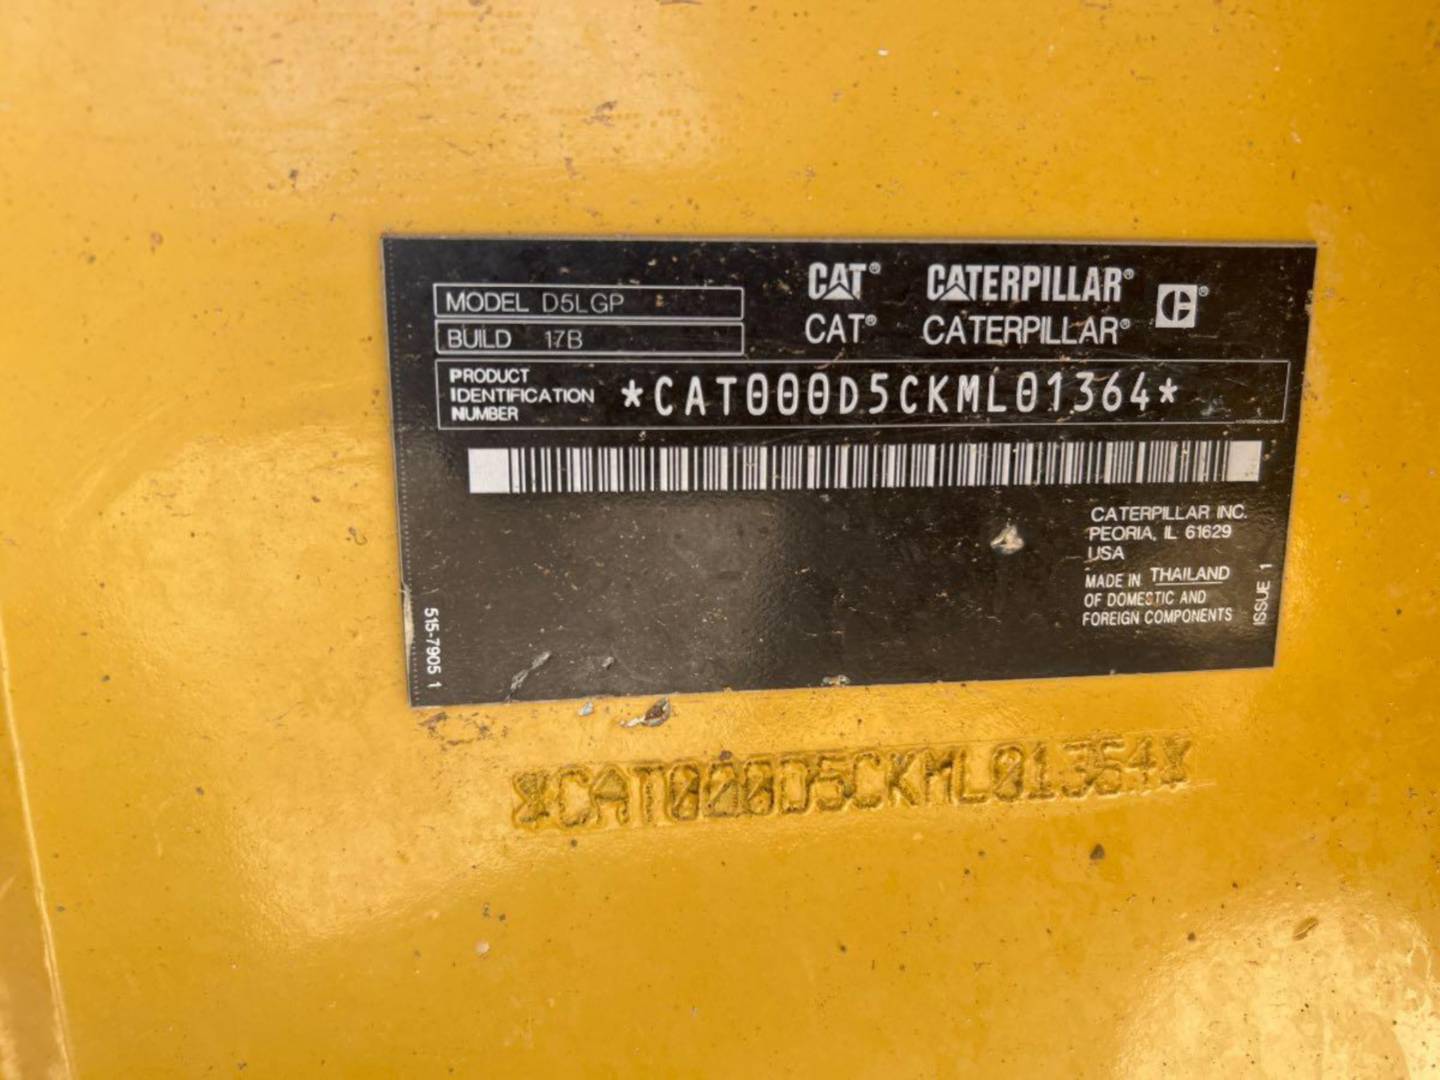 MODEL D5LGP
BUILD 17B
CAT® CATERPILLAR® ®
CAT® CATERPILLAR®
PRODUCT
IDENTIFICATION
NUMBER
*CAT000D5CKML01364*
CATERPILLAR INC.
PEORIA, IL 61629
USA
MADE IN THAILAND
OF DOMESTIC AND
FOREIGN COMPONENTS
ISSUE 1
515-7905 1
*CAT000D5CKML01364*